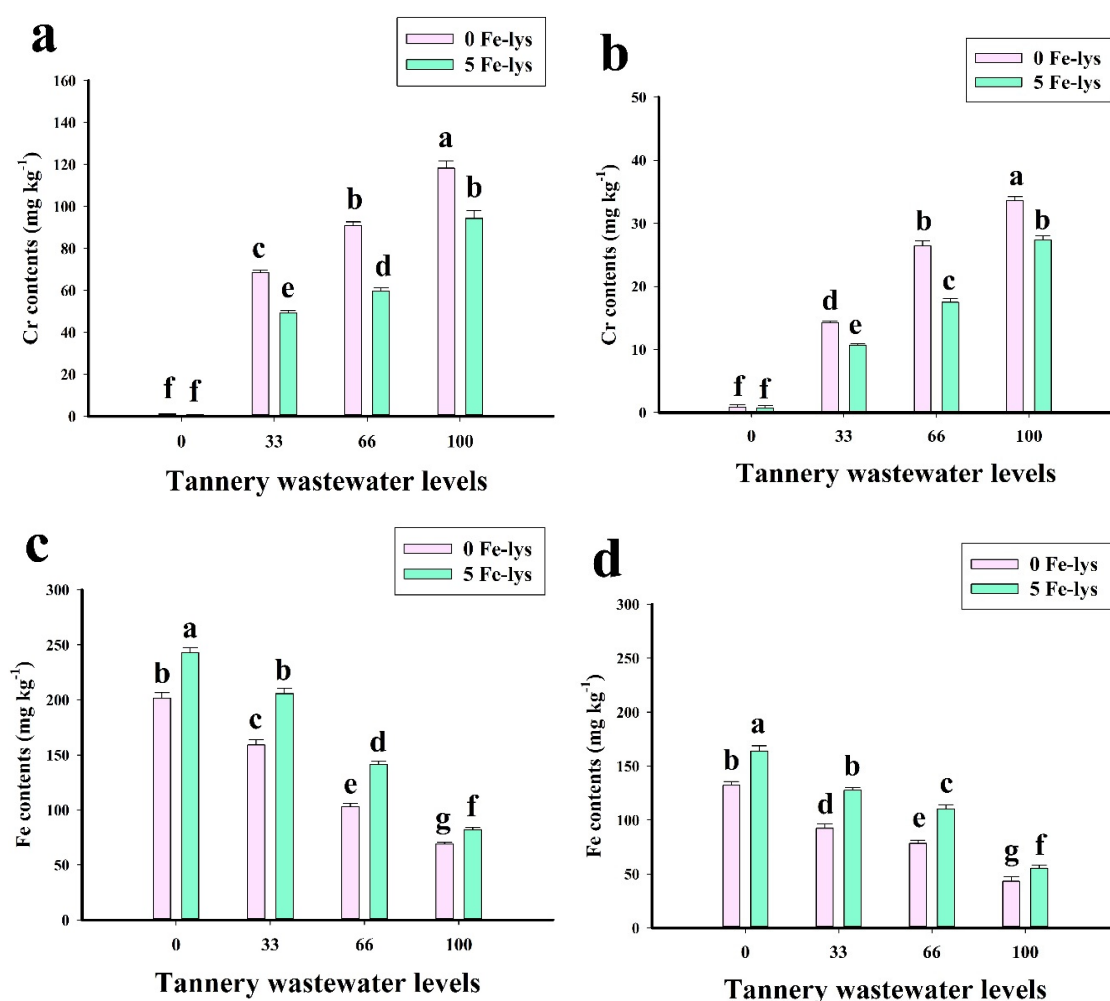 a
0 Fe-lys
5 Fe-lys
160
140
120
100
80
60
40
20
0
Cr contents (mg kg⁻¹)
f f
c
e
b
d
a
b
0 33 66 100
Tannery wastewater levels
b
0 Fe-lys
5 Fe-lys
50
40
30
20
10
0
Cr contents (mg kg⁻¹)
f f
d
e
b
c
a
b
0 33 66 100
Tannery wastewater levels
c
0 Fe-lys
5 Fe-lys
300
250
200
150
100
50
0
Fe contents (mg kg⁻¹)
b
a
c
b
e
d
g
f
0 33 66 100
Tannery wastewater levels
d
0 Fe-lys
5 Fe-lys
300
250
200
150
100
50
0
Fe contents (mg kg⁻¹)
b
a
d
b
e
c
g
f
0 33 66 100
Tannery wastewater levels